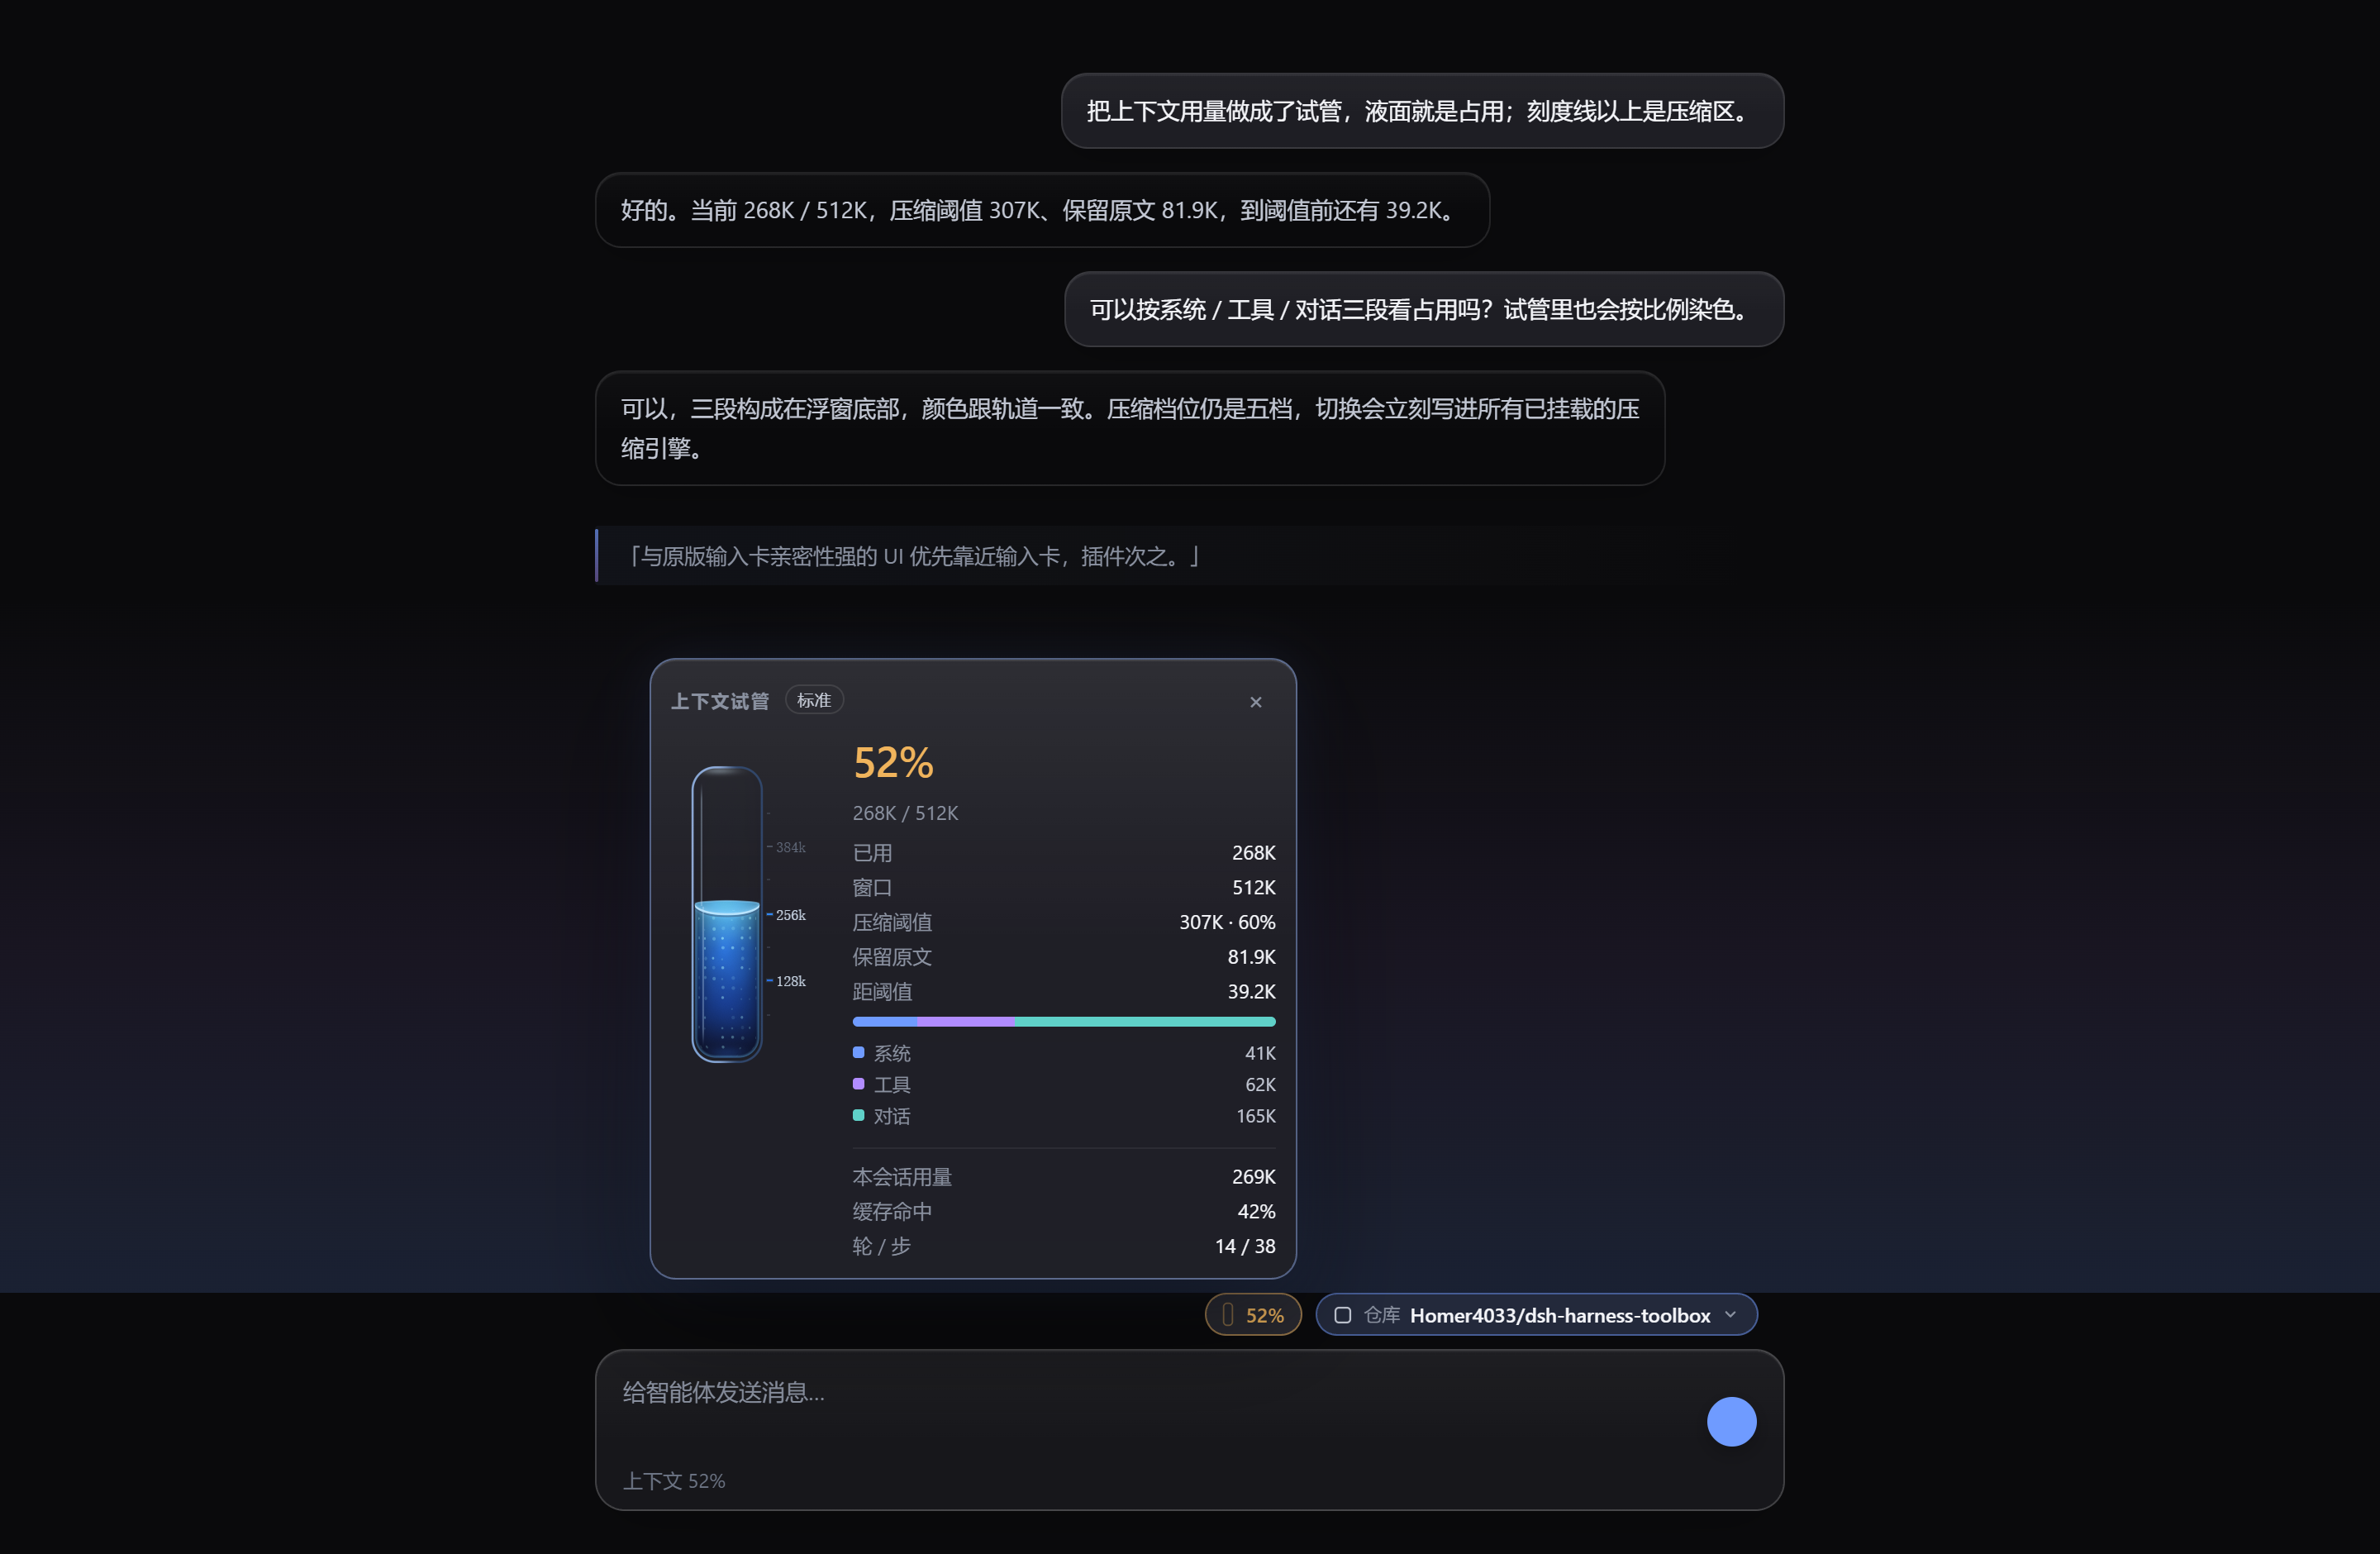 把上下文用量做成了试管，液面就是占用；刻度线以上是压缩区。
好的。当前 268K / 512K，压缩阈值 307K、保留原文 81.9K，到阈值前还有 39.2K。
可以按系统 / 工具 / 对话三段看占用吗？试管里也会按比例染色。
可以，三段构成在浮窗底部，颜色跟轨道一致。压缩档位仍是五档，切换会立刻写进所有已挂载的压
缩引擎。
「与原版输入卡亲密性强的 UI 优先靠近输入卡，插件次之。」
上下文试管 标准 ×
52%
268K / 512K
384k
256k
128k
已用 268K
窗口 512K
压缩阈值 307K · 60%
保留原文 81.9K
距阈值 39.2K
系统 41K
工具 62K
对话 165K
本会话用量 269K
缓存命中 42%
轮 / 步 14 / 38
52% 仓库 Homer4033/dsh-harness-toolbox
给智能体发送消息...
上下文 52%